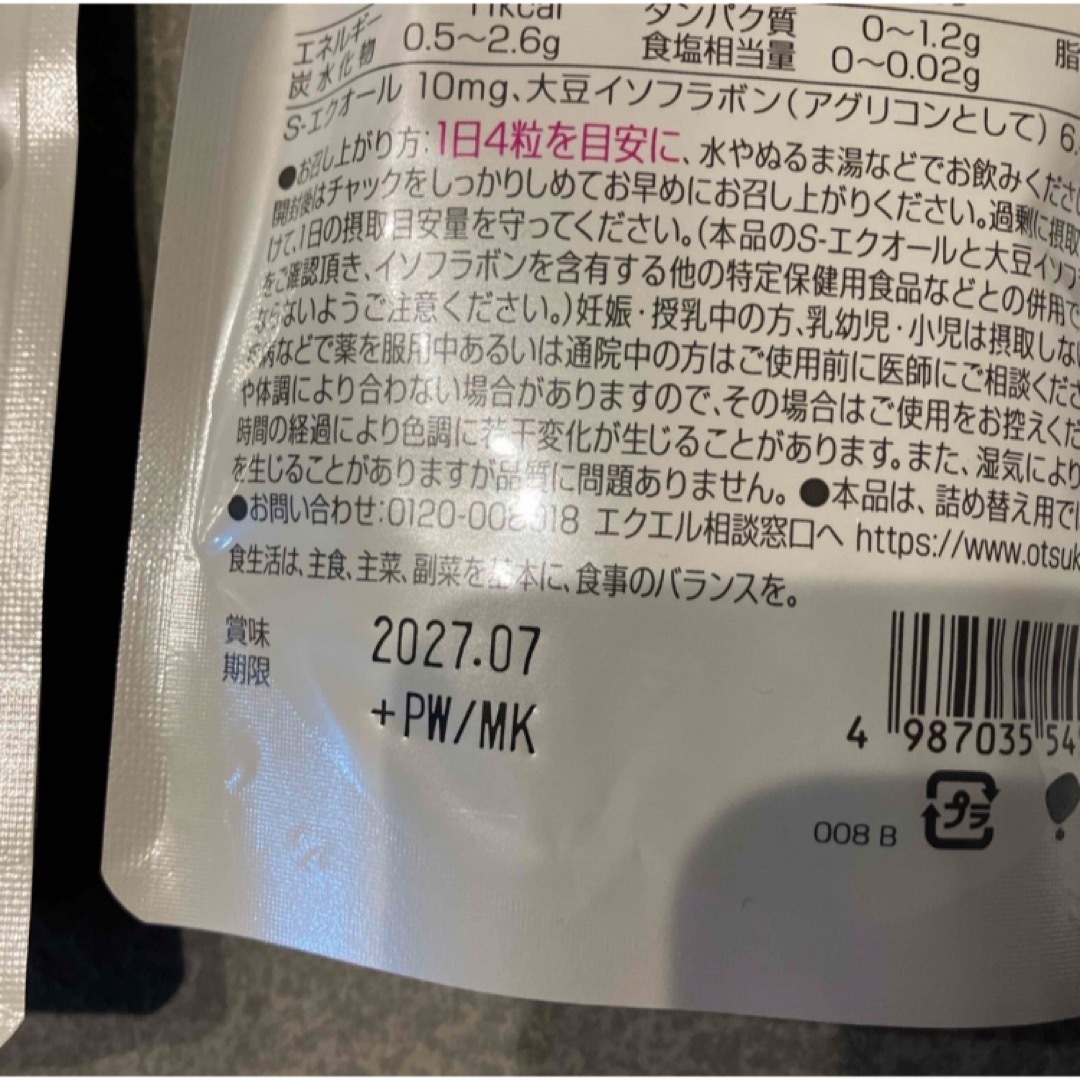 エネルギー 11kcal タンパク質 0〜1.2g 脂
炭水化物 0.5〜2.6g 食塩相当量 0〜0.02g
S-エクオール 10mg、大豆イソフラボン(アグリコンとして) 6.
●お召し上がり方:1日4粒を目安に、水やぬるま湯などでお飲みくださ
開封後はチャックをしっかりしめてお早めにお召し上がりください。過剰に摂取
けて、1日の摂取目安量を守ってください。(本品のS-エクオールと大豆イソフ
をご確認頂き、イソフラボンを含有する他の特定保健用食品などとの併用で
ならないようご注意ください。)妊娠・授乳中の方、乳幼児・小児は摂取しな
病などで薬を服用中あるいは通院中の方はご使用前に医師にご相談くださ
や体調により合わない場合がありますので、その場合はご使用をお控えくだ
時間の経過により色調に若干変化が生じることがあります。また、湿気により
を生じることがありますが品質に問題ありません。 ●本品は、詰め替え用で
●お問い合わせ:0120-008-018 エクエル相談窓口へ https://www.otsuk
食生活は、主食、主菜、副菜を基本に、食事のバランスを。
賞味期限 2027.07
+PW/MK
4 987035 54
008 B
プラ